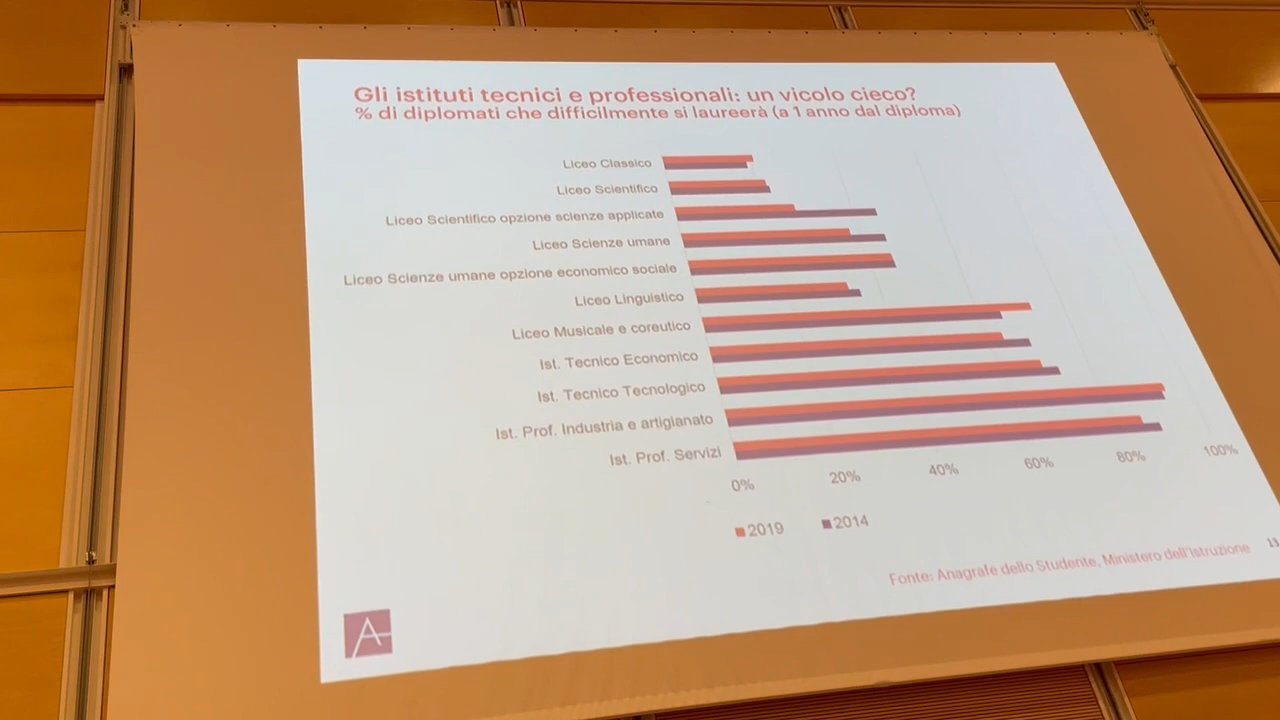 Gli istituti tecnici e professionali: un vicolo cieco?
% di diplomati che difficilmente si laureerà (a 1 anno dal diploma)
Liceo Classico
Liceo Scientifico
Liceo Scientifico opzione scienze applicate
Liceo Scienze umane
Liceo Scienze umane opzione economico sociale
Liceo Linguistico
Liceo Musicale e coreutico
Ist. Tecnico Economico
Ist. Tecnico Tecnologico
Ist. Prof. Industria e artigianato
Ist. Prof. Servizi
0% 20% 40% 60% 80% 100%
2019 2014
Fonte: Anagrafe dello Studente, Ministero dell'Istruzione
13
A